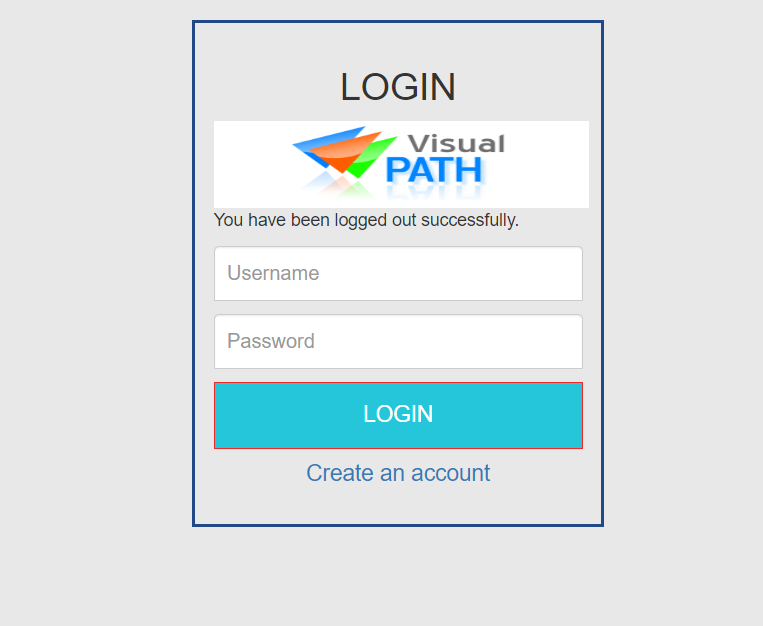 LOGIN
Visual
PATH
You have been logged out successfully.
Username
Password
LOGIN
Create an account